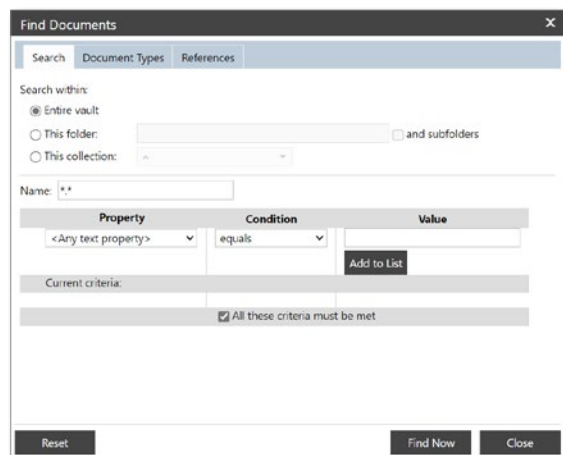 Find Documents
Search Document Types References
Search within:
Entire vault
This folder: and subfolders
This collection:
Name: *.*
Property Condition Value
<Any text property> equals
Add to List
Current criteria:
All these criteria must be met
Reset Find Now Close